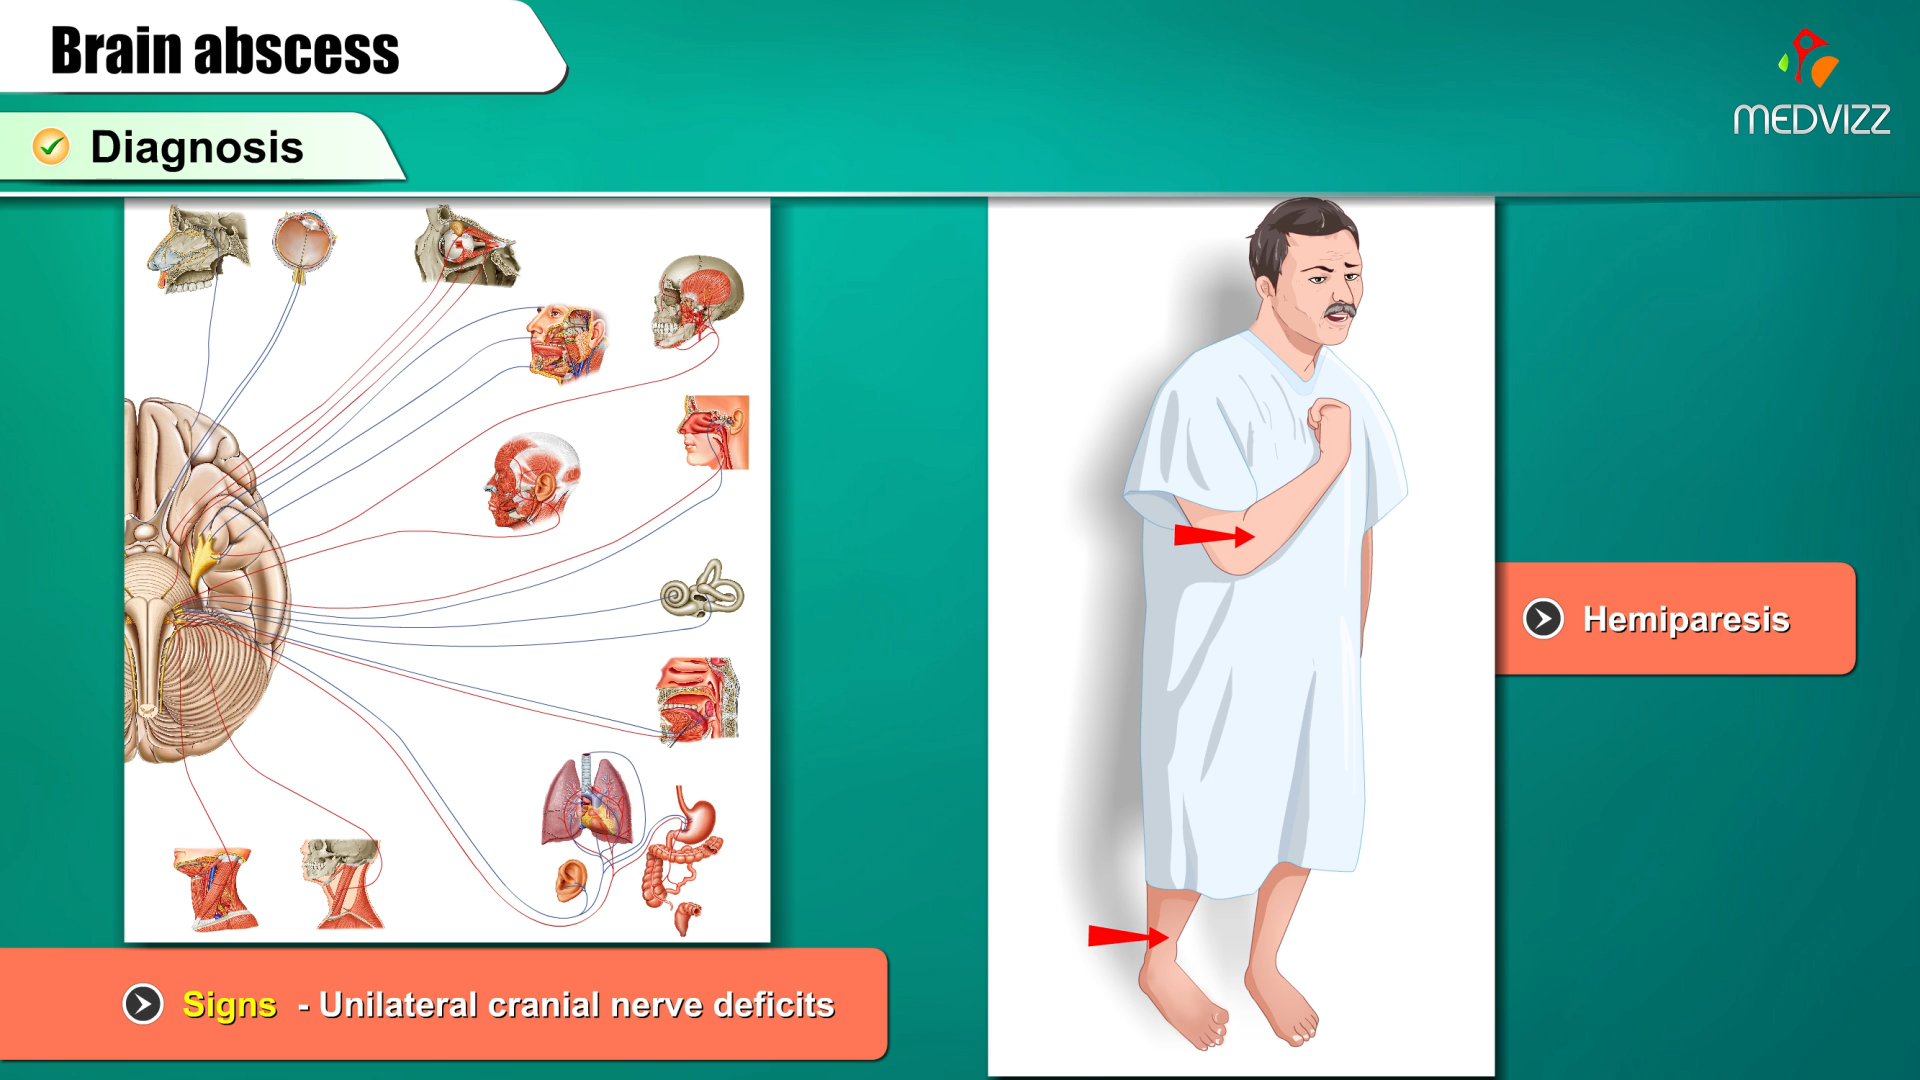 Brain abscess
MEDVIZZ
Diagnosis
Hemiparesis
Signs - Unilateral cranial nerve deficits